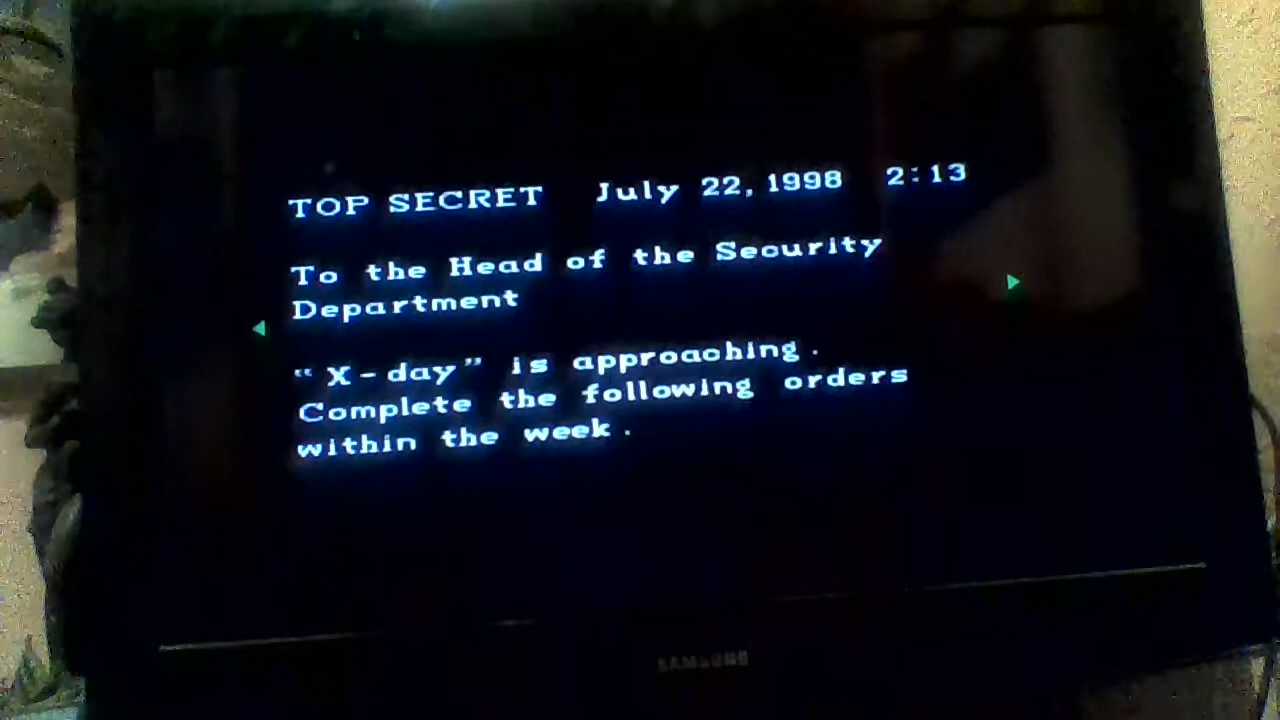 TOP SECRET July 22, 1998 2:13
To the Head of the Security
Department
“X-day” is approaching.
Complete the following orders
within the week.
SAMSUNG